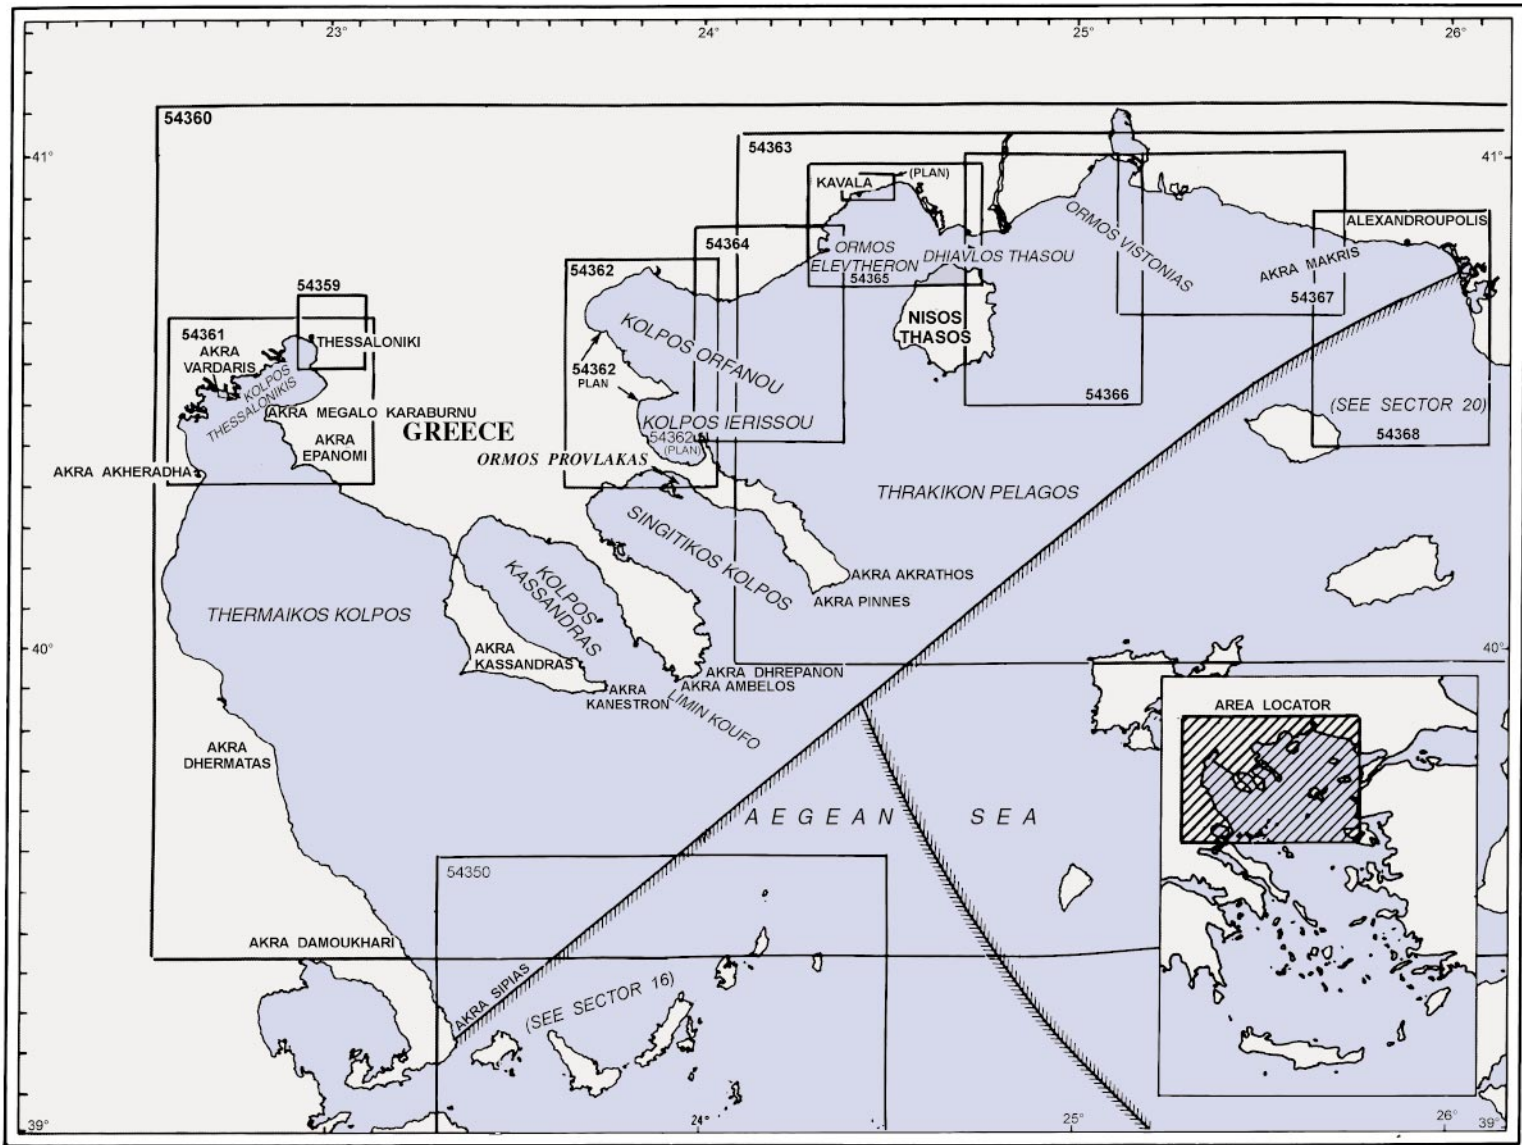 23°
24°
25°
26°
54360
54363
41°
41°
KAVALA
(PLAN)
54364
ORMOS
ELEVTHERON
54365
DHIAVLOS THASOU
ORMOS VISTONIAS
ALEXANDROUPOLIS
AKRA MAKRIS
54367
54362
54359
54361
AKRA
VARDARIS
THESSALONIKI
KOLPOS
THESSALONIKIS
KOLPOS ORFANOU
NISOS
THASOS
54362
PLAN
54366
(SEE SECTOR 20)
54368
AKRA MEGALO KARABURNU
GREECE
AKRA
EPANOMI
KOLPOS IERISSOU
54362
(PLAN)
ORMOS PROVLAKAS
AKRA AKHERADHA
THRAKIKON PELAGOS
SINGITIKOS KOLPOS
KOLPOS
KASSANDRAS
AKRA AKRATHOS
AKRA PINNES
THERMAIKOS KOLPOS
40°
40°
AKRA
KASSANDRAS
AKRA DHREPANON
AKRA AMBELOS
AKRA
KANESTRON
LIMIN KOUFO
AREA LOCATOR
AKRA
DHERMATAS
AEGEAN SEA
54350
AKRA DAMOUKHARI
AKRA SIPIAS
(SEE SECTOR 16)
39°
24°
25°
26°
39°